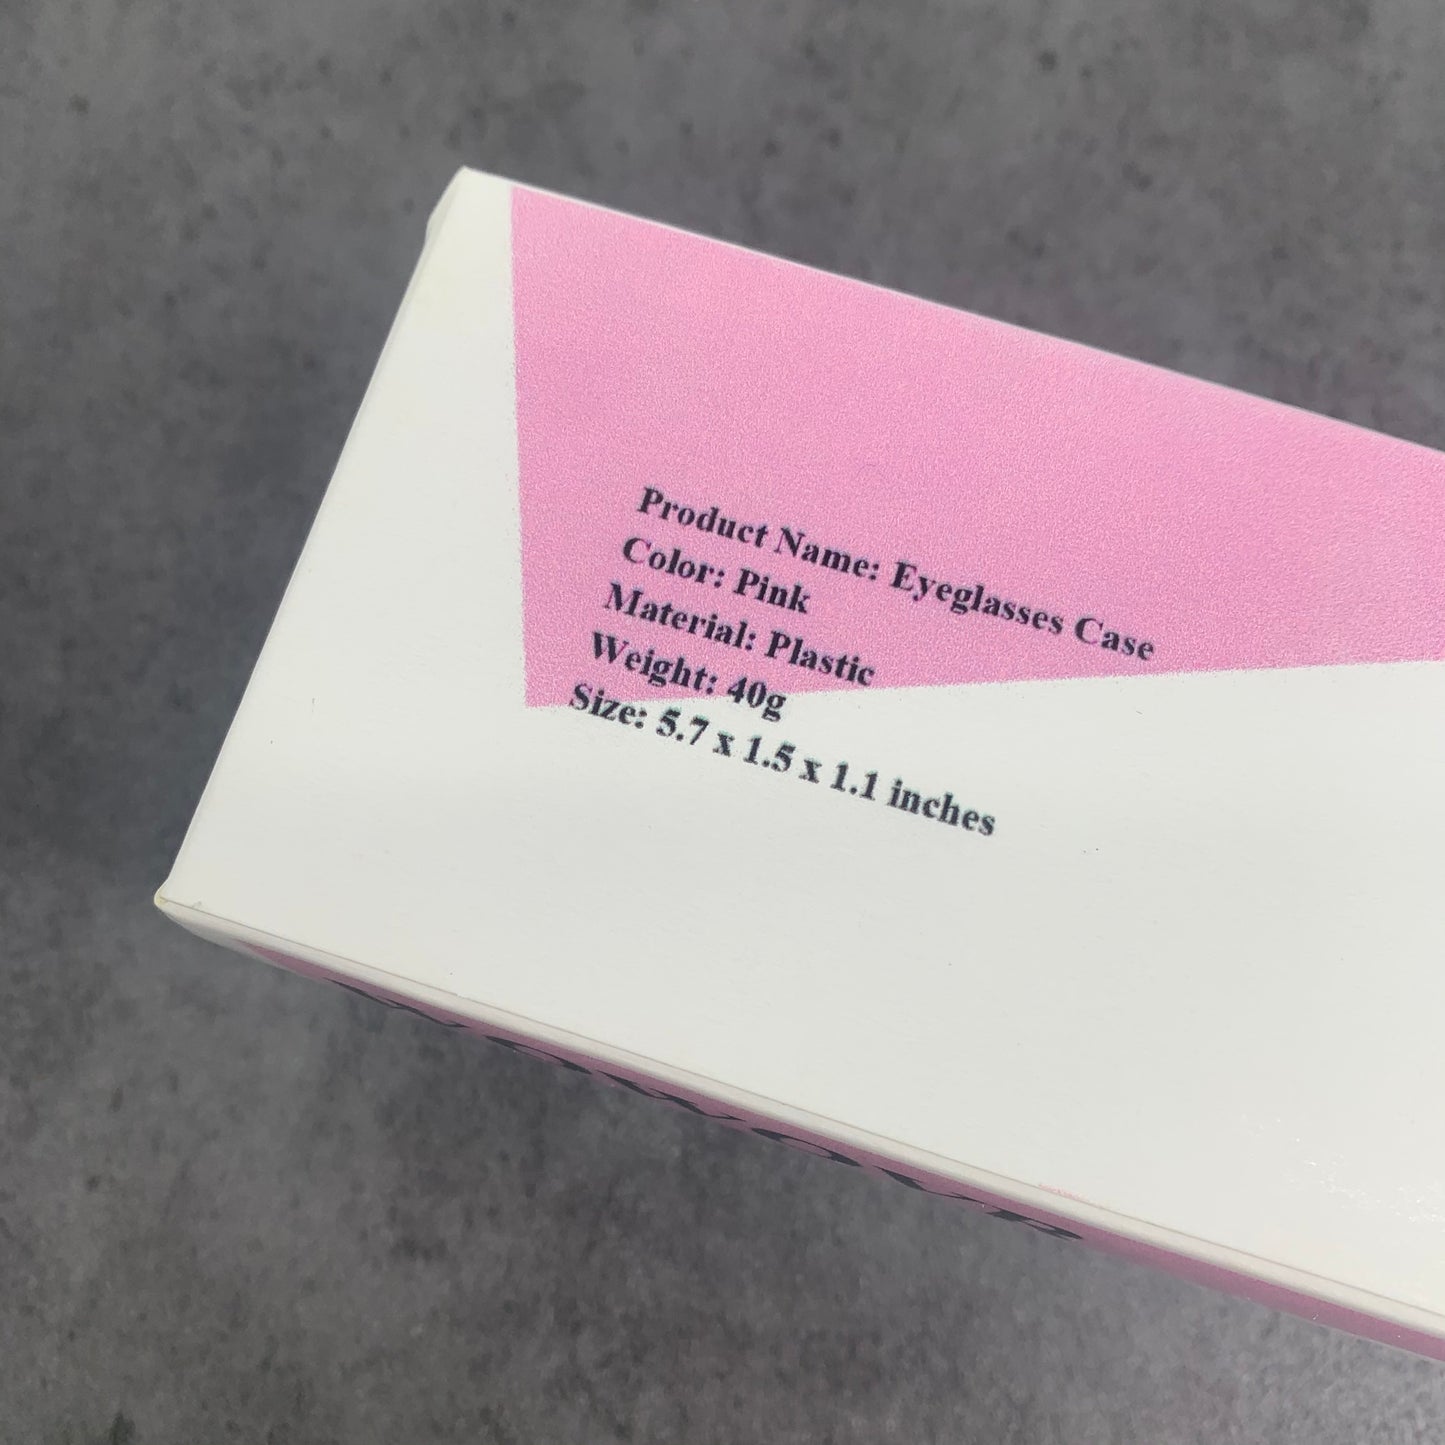 Product Name: Eyeglasses Case
Color: Pink
Material: Plastic
Weight: 40g
Size: 5.7 x 1.5 x 1.1 inches